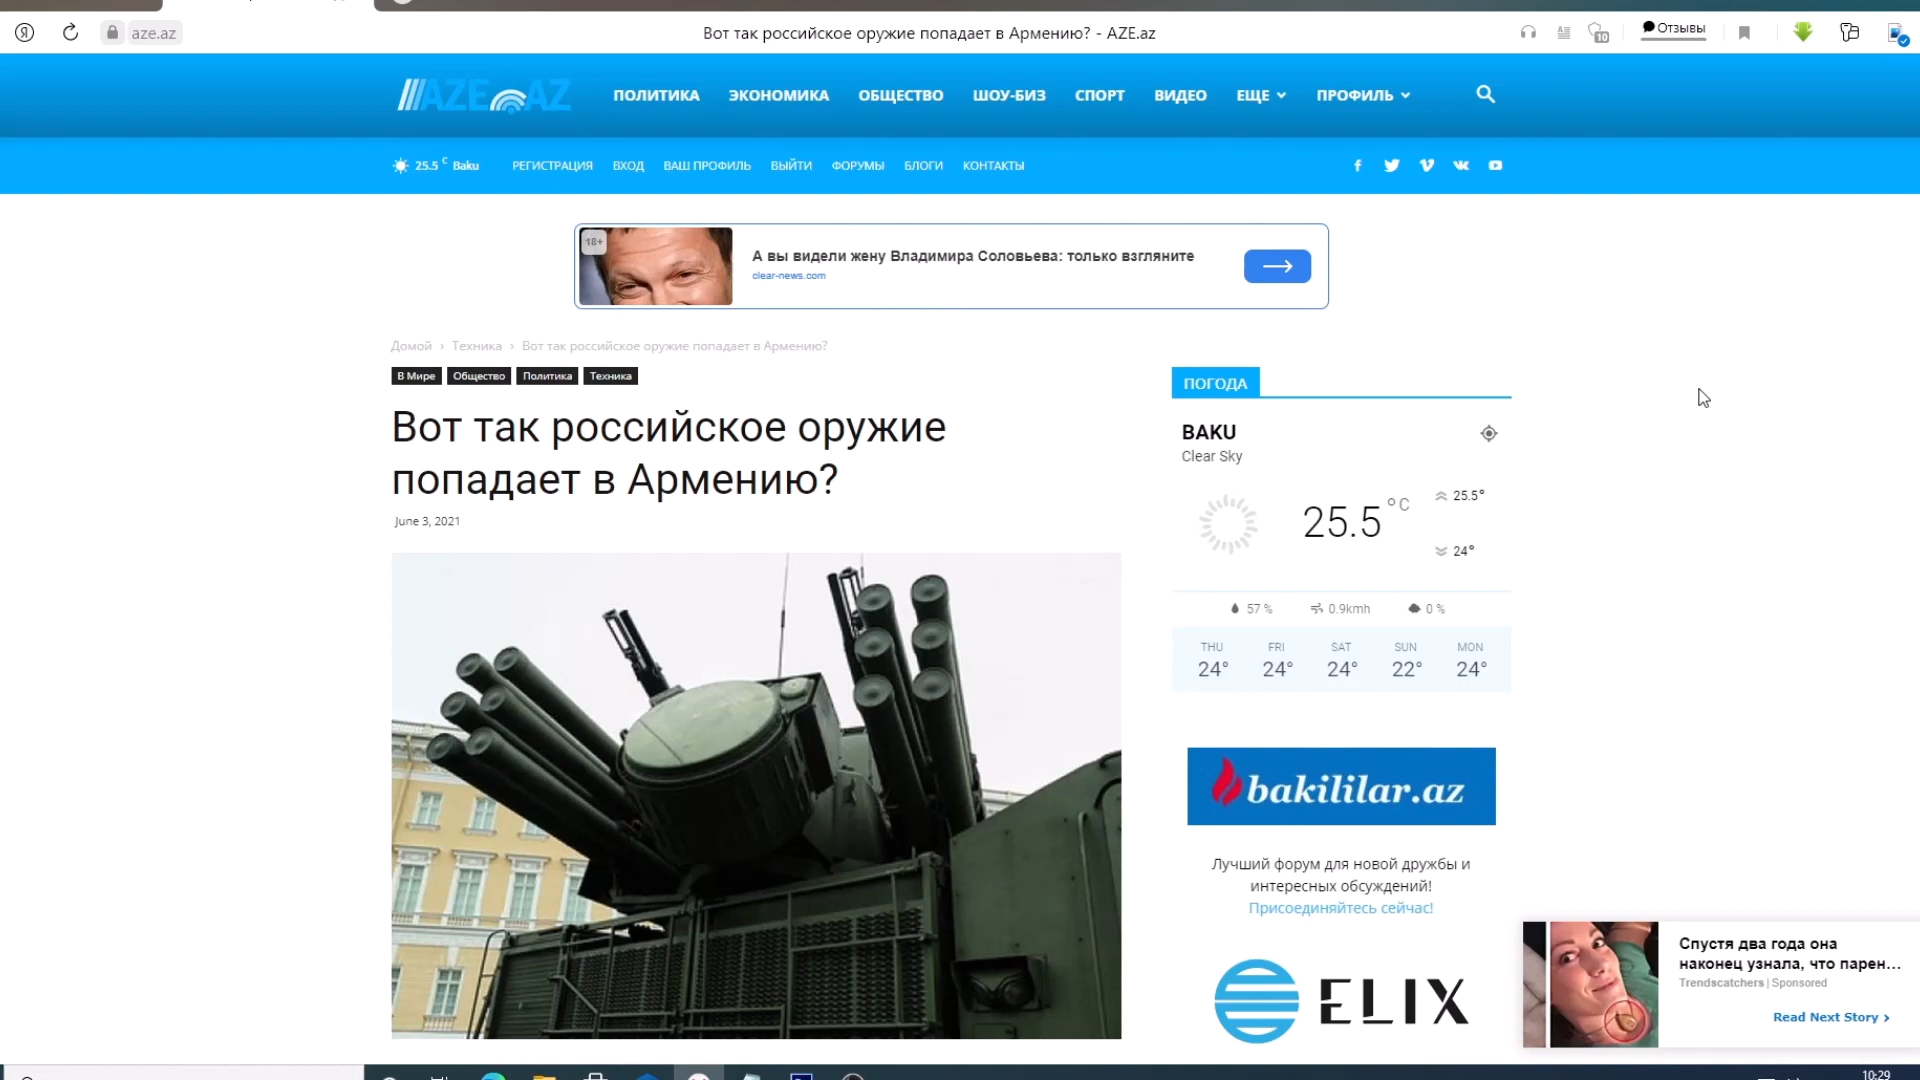 aze.az
Вот так российское оружие попадает в Армению? - AZE.az
10
Отзывы
AZE.AZ
ПОЛИТИКА ЭКОНОМИКА ОБЩЕСТВО ШОУ-БИЗ СПОРТ ВИДЕО ЕЩЕ ПРОФИЛЬ
25.5 C Baku
РЕГИСТРАЦИЯ ВХОД ВАШ ПРОФИЛЬ ВЫЙТИ ФОРУМЫ БЛОГИ КОНТАКТЫ
18+
А вы видели жену Владимира Соловьева: только взгляните
clear-news.com
Домой › Техника › Вот так российское оружие попадает в Армению?
В Мире Общество Политика Техника
Вот так российское оружие
попадает в Армению?
June 3, 2021
ПОГОДА
BAKU
Clear Sky
25.5 °C
25.5°
24°
57 % 0.9kmh 0 %
THU FRI SAT SUN MON
24° 24° 24° 22° 24°
bakililar.az
Лучший форум для новой дружбы и
интересных обсуждений!
Присоединяйтесь сейчас!
ELIX
Спустя два года она
наконец узнала, что парен...
Trendscatchers | Sponsored
Read Next Story ›
10:29